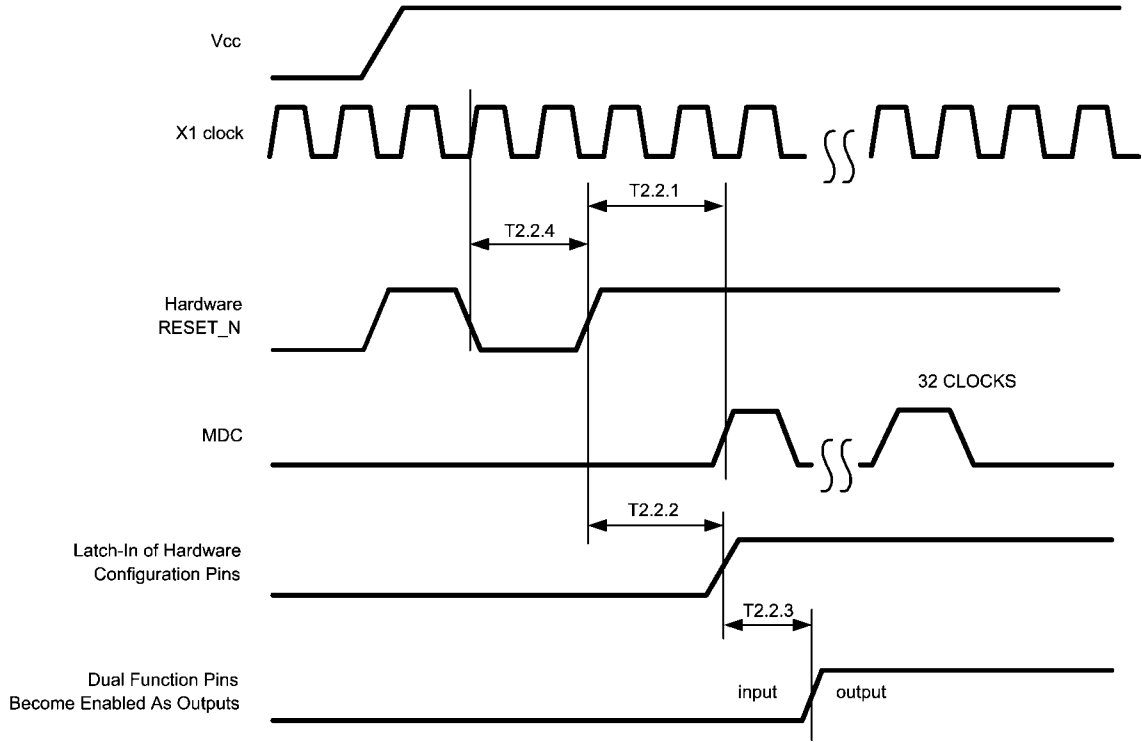 Vcc
X1 clock
T2.2.1
T2.2.4
Hardware
RESET_N
32 CLOCKS
MDC
T2.2.2
Latch-In of Hardware
Configuration Pins
T2.2.3
Dual Function Pins
Become Enabled As Outputs
input
output